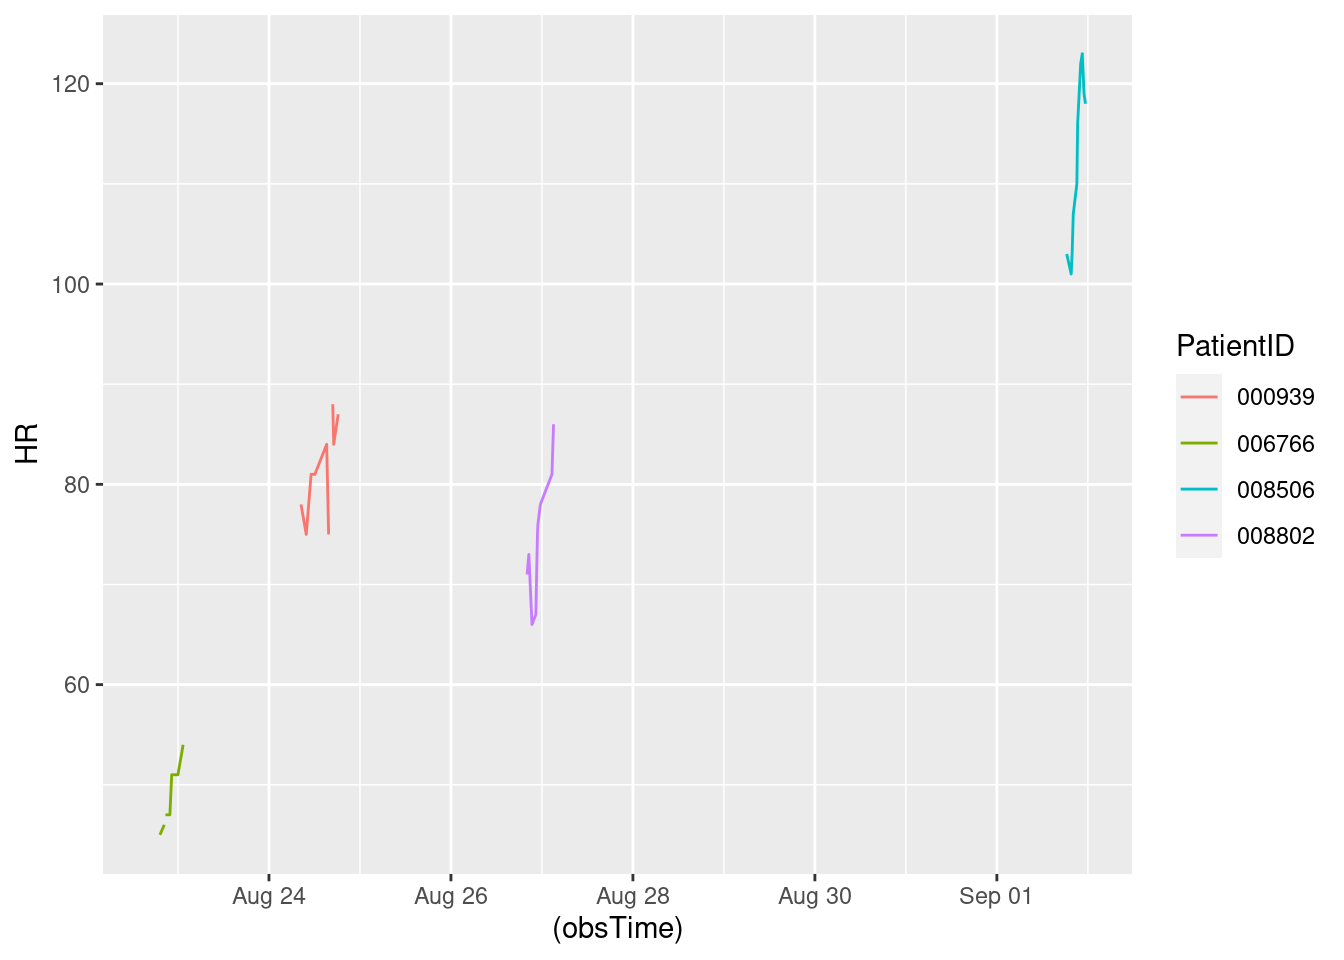 120
100
80
60
HR
Aug 24
Aug 26
Aug 28
Aug 30
Sep 01
(obsTime)
PatientID
000939
006766
008506
008802